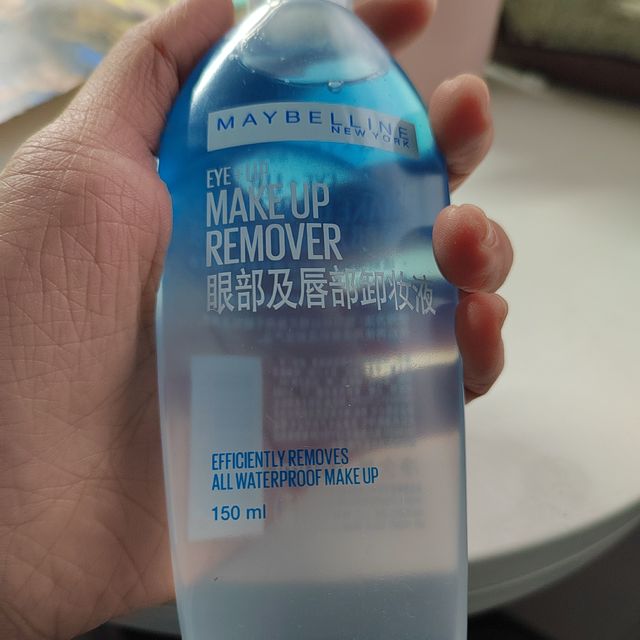 MAYBELLINE
NEW YORK
EYE
MAKE UP
REMOVER
眼部及唇部卸妆液
EFFICIENTLY REMOVES
ALL WATERPROOF MAKE UP
150 ml